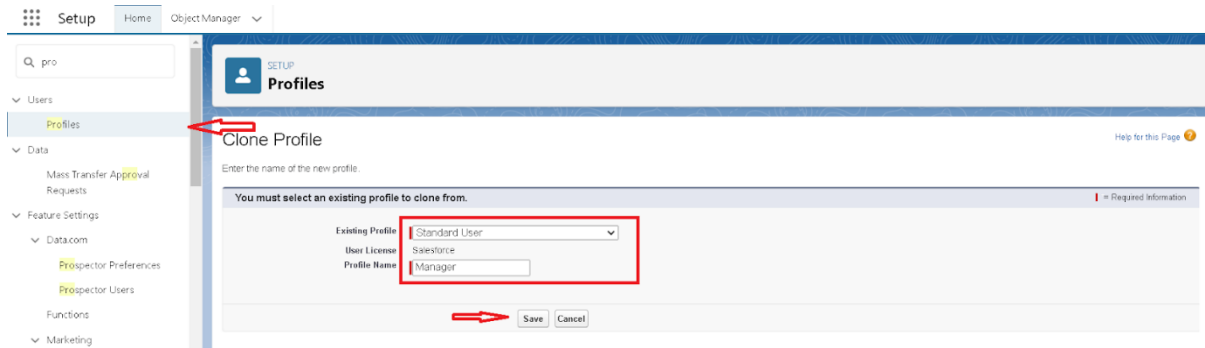 Setup Home Object Manager
pro
Users
Profiles
Data
Mass Transfer Approval
Requests
Feature Settings
Data.com
Prospector Preferences
Prospector Users
Functions
Marketing
SETUP
Profiles
Clone Profile
Help for this Page ?
Enter the name of the new profile.
You must select an existing profile to clone from.
= Required Information
Existing Profile Standard User
User License Salesforce
Profile Name Manager
Save Cancel